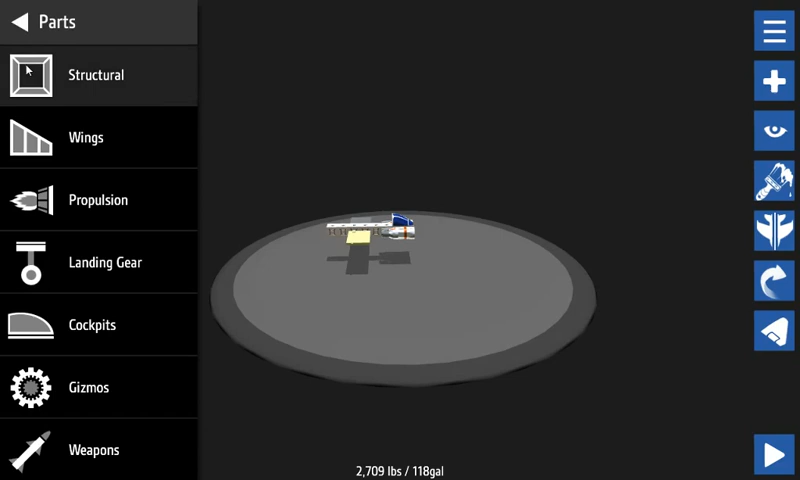 Parts
Structural
Wings
Propulsion
Landing Gear
Cockpits
Gizmos
Weapons
2,709 lbs / 118gal